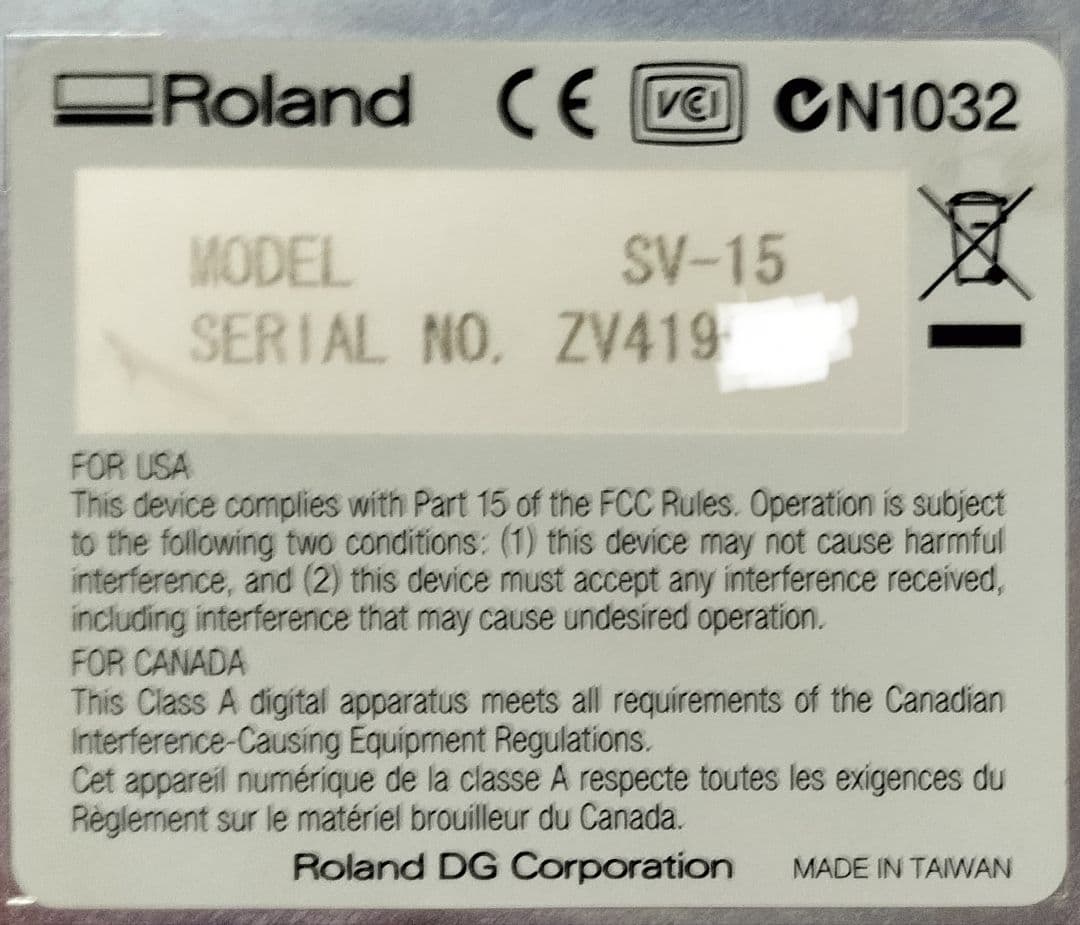 Roland CE VCI N1032
MODEL SV-15
SERIAL NO. ZV419
FOR USA
This device complies with Part 15 of the FCC Rules. Operation is subject
to the following two conditions: (1) this device may not cause harmful
interference, and (2) this device must accept any interference received,
including interference that may cause undesired operation.
FOR CANADA
This Class A digital apparatus meets all requirements of the Canadian
Interference-Causing Equipment Regulations.
Cet appareil numérique de la classe A respecte toutes les exigences du
Règlement sur le matériel brouilleur du Canada.
Roland DG Corporation MADE IN TAIWAN